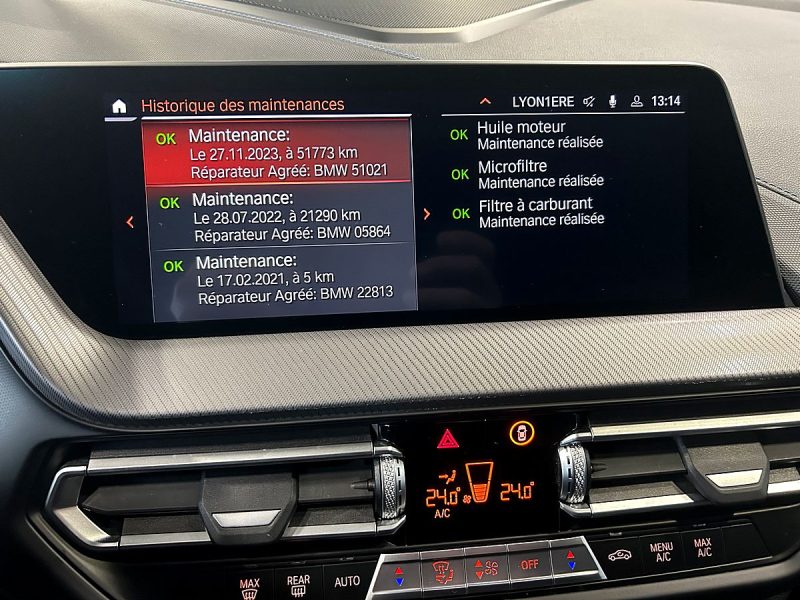 Historique des maintenances
LYON1ERE 13:14
OK Maintenance:
Le 27.11.2023, à 51773 km
Réparateur Agréé: BMW 51021
OK Maintenance:
Le 28.07.2022, à 21290 km
Réparateur Agréé: BMW 05864
OK Maintenance:
Le 17.02.2021, à 5 km
Réparateur Agréé: BMW 22813
OK Huile moteur
Maintenance réalisée
OK Microfiltre
Maintenance réalisée
OK Filtre à carburant
Maintenance réalisée
24.0° 24.0°
A/C
MAX
REAR
AUTO
OFF
MENU
A/C
MAX
A/C